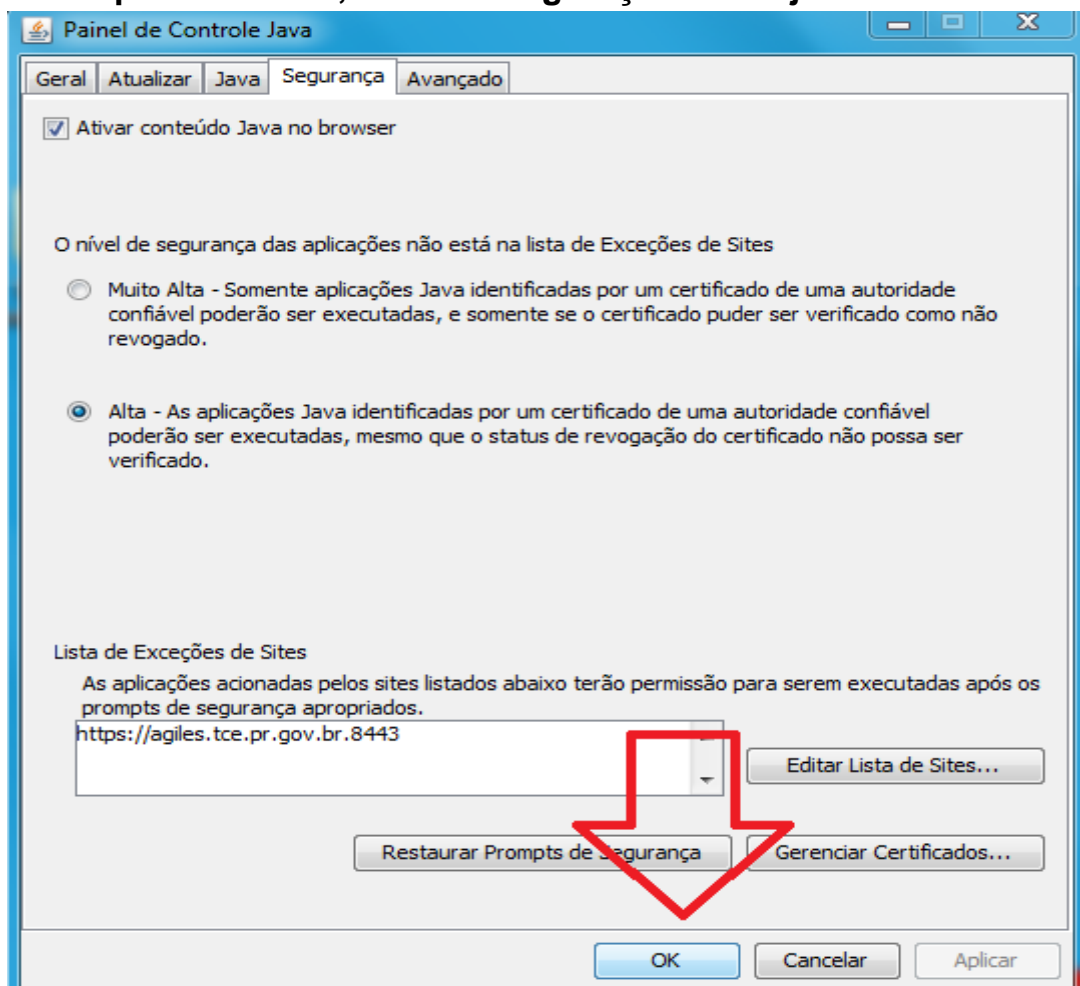 Painel de Controle Java
Geral Atualizar Java Segurança Avançado
Ativar conteúdo Java no browser
O nível de segurança das aplicações não está na lista de Exceções de Sites
Muito Alta - Somente aplicações Java identificadas por um certificado de uma autoridade
confiável poderão ser executadas, e somente se o certificado puder ser verificado como não
revogado.
Alta - As aplicações Java identificadas por um certificado de uma autoridade confiável
poderão ser executadas, mesmo que o status de revogação do certificado não possa ser
verificado.
Lista de Exceções de Sites
As aplicações acionadas pelos sites listados abaixo terão permissão para serem executadas após os
prompts de segurança apropriados.
https://agiles.tce.pr.gov.br.8443
Editar Lista de Sites...
Restaurar Prompts de Segurança Gerenciar Certificados...
OK Cancelar Aplicar